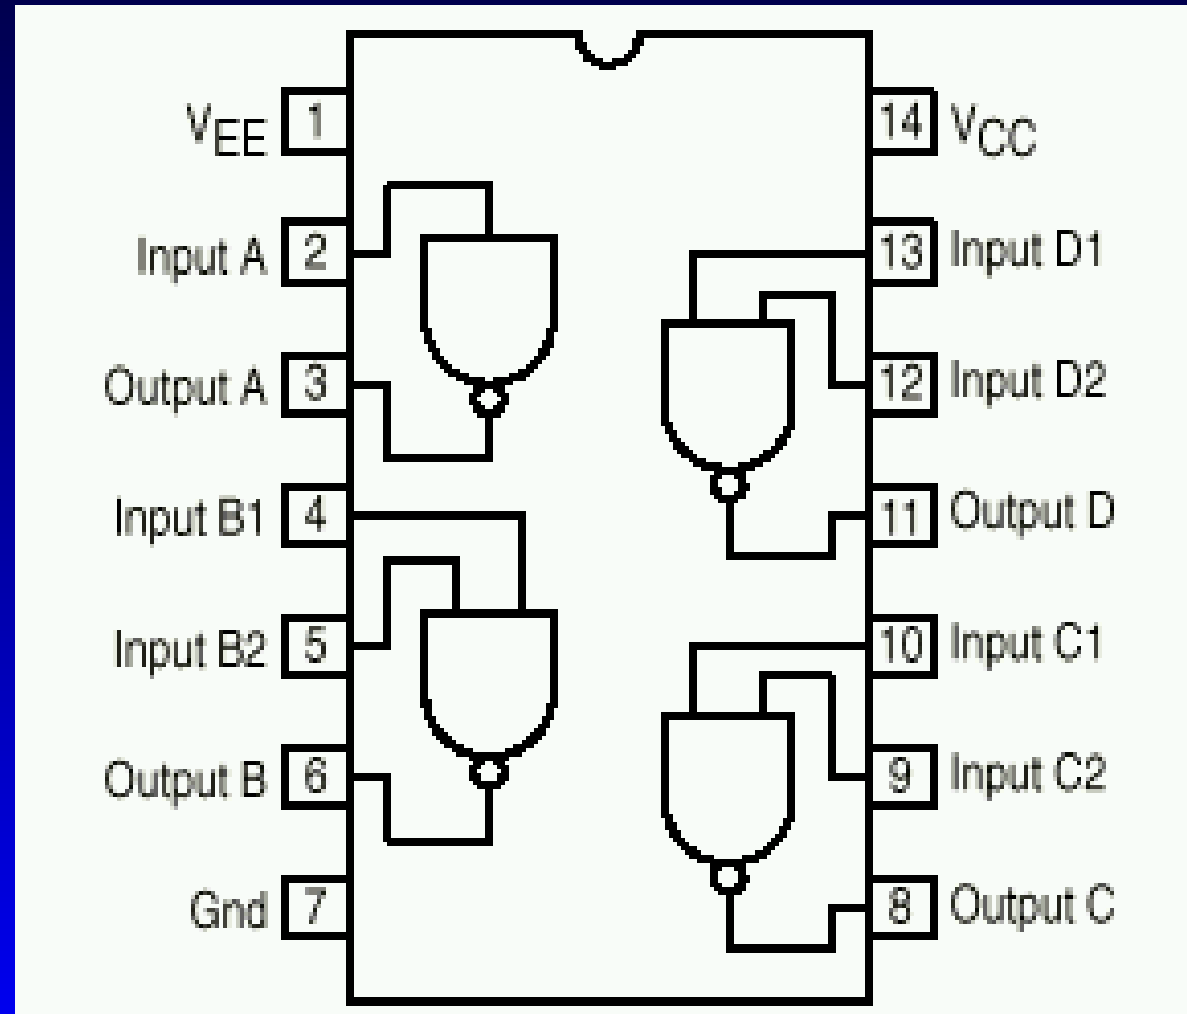 VEE 1
Input A 2
Output A 3
Input B1 4
Input B2 5
Output B 6
Gnd 7
14 VCC
13 Input D1
12 Input D2
11 Output D
10 Input C1
9 Input C2
8 Output C